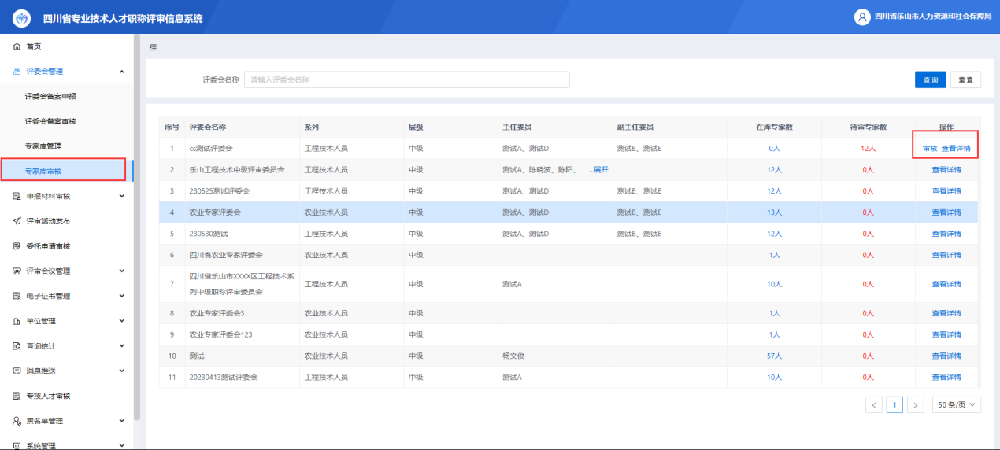 四川省专业技术人才职称评审信息系统
四川省乐山市人力资源和社会保障局
首页
评委会管理
评委会备案申报
评委会备案审核
专家库管理
专家库审核
申报材料审核
评审活动发布
委托申请审核
评审会议管理
电子证书管理
单位管理
查询统计
消息推送
专技人才审核
黑名单管理
系统管理
评委会名称 请输入评委会名称 查询 重置
序号 评委会名称 系列 层级 主任委员 副主任委员 在库专家数 待审专家数 操作
1 cs测试评委会 工程技术人员 中级 测试A、测试D 测试B、测试E 0人 12人 审核 查看详情
2 乐山工程技术中级评审委员会 工程技术人员 中级 测试A、陈晓波、陈阳、 ...展开 12人 0人 查看详情
3 230525测试评委会 工程技术人员 中级 测试A、测试D 测试B、测试E 12人 0人 查看详情
4 农业专家评委会 农业技术人员 中级 测试A、测试D 测试B、测试E 13人 0人 查看详情
5 230530测试 工程技术人员 中级 测试A、测试D 测试B、测试E 12人 0人 查看详情
6 四川省农业专家评委会 农业技术人员 中级 1人 0人 查看详情
7 四川省乐山市XXXX区工程技术系列中级职称评审委员会 工程技术人员 中级 测试A 10人 0人 查看详情
8 农业专家评委会3 农业技术人员 中级 1人 0人 查看详情
9 农业专家评委会123 农业技术人员 中级 1人 0人 查看详情
10 测试 农业技术人员 中级 杨文俊 57人 0人 查看详情
11 20230413测试评委会 工程技术人员 中级 测试A 10人 0人 查看详情
< 1 > 50 条/页